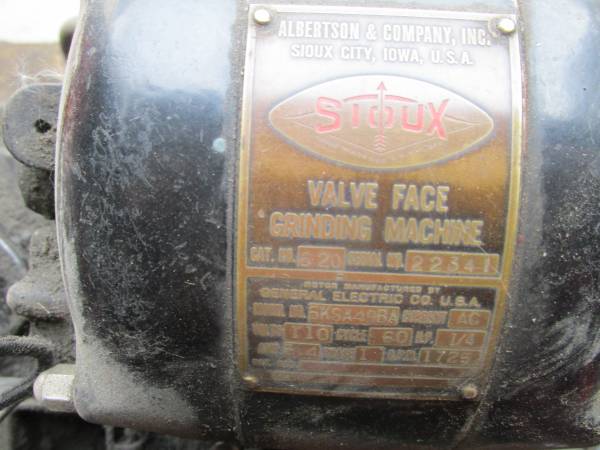 ALBERTSON & COMPANY, INC.
SIOUX CITY, IOWA, U.S.A.
SIOUX
VALVE FACE
GRINDING MACHINE
CAT. NO. 620 SERIAL NO. 22341
MOTOR MANUFACTURED BY
GENERAL ELECTRIC CO. U.S.A.
MODEL NO. CURRENT AC
VOLTS 110 CYCLE 60 H.P. 1/4
PHASE 1 R.P.M. 1725